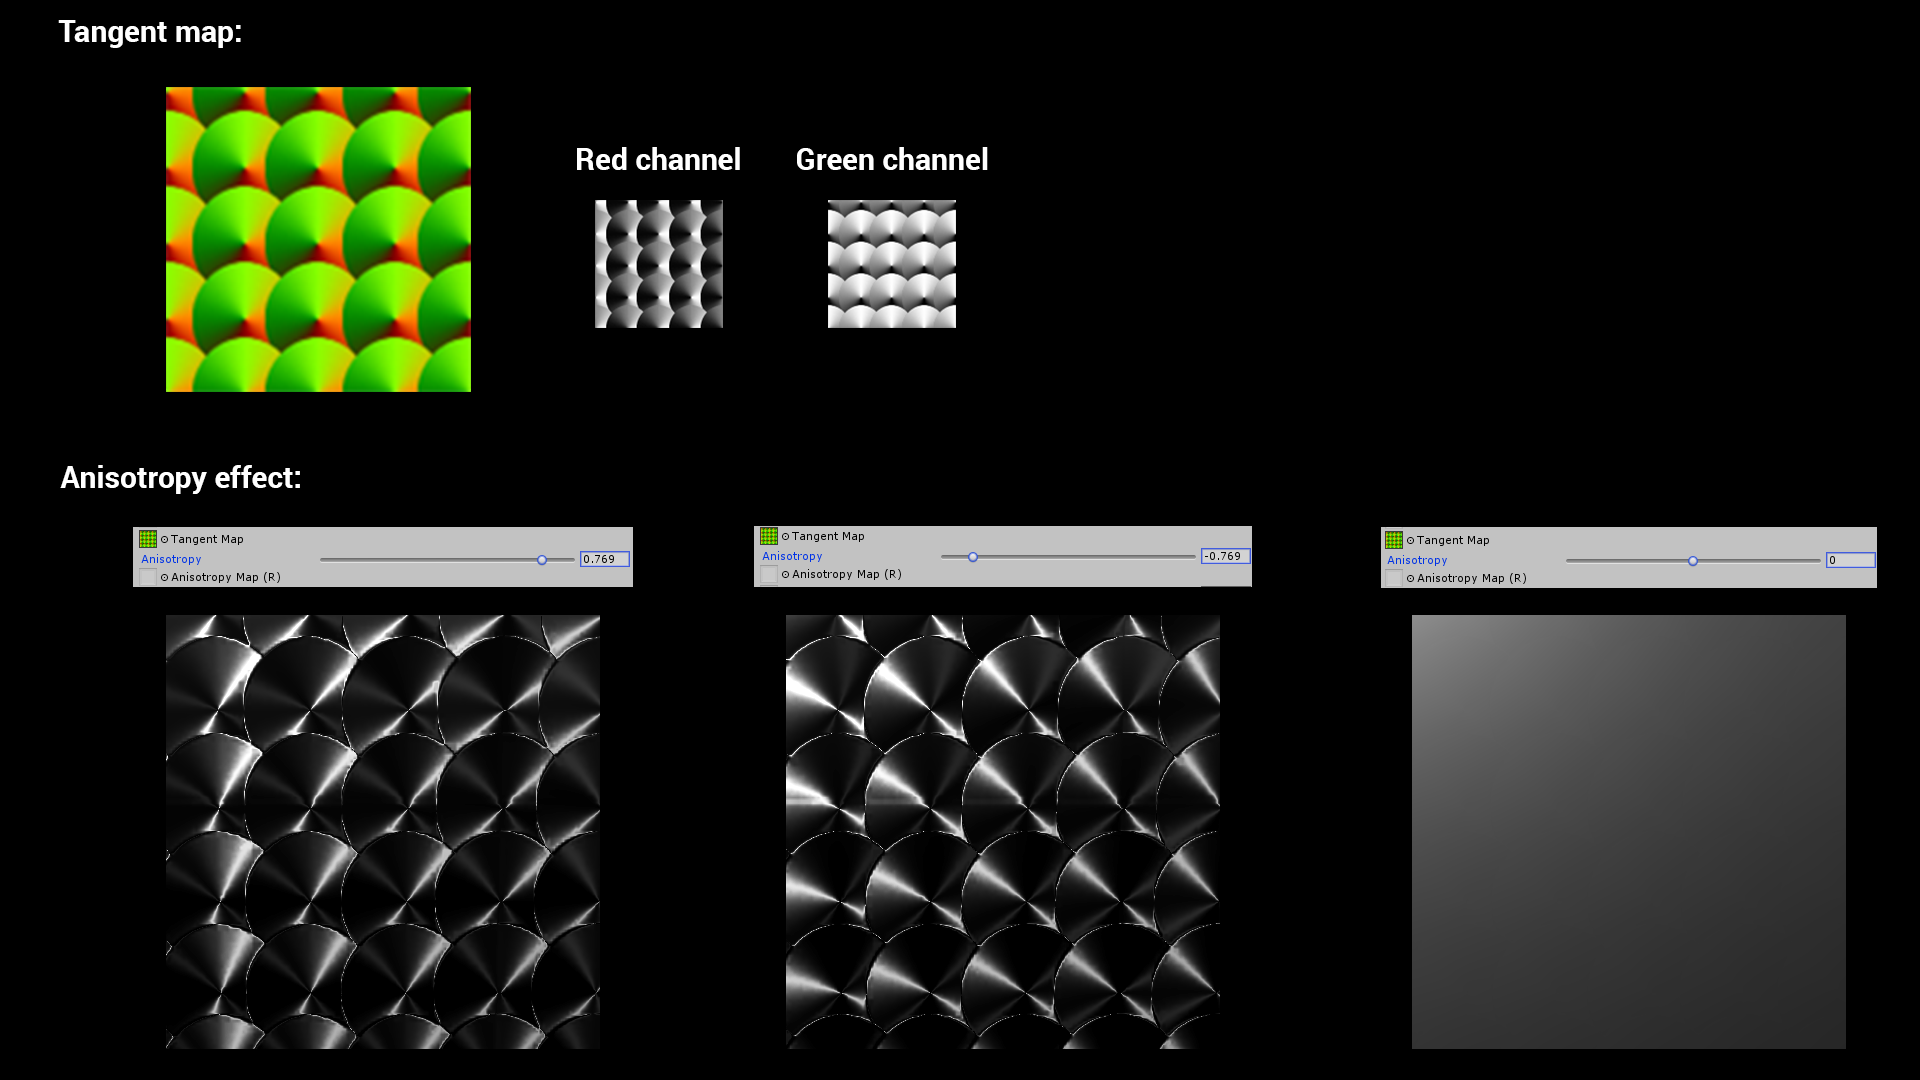 Tangent map:
Red channel
Green channel
Anisotropy effect:
Tangent Map
Anisotropy 0.769
Anisotropy Map (R)
Tangent Map
Anisotropy -0.769
Anisotropy Map (R)
Tangent Map
Anisotropy 0
Anisotropy Map (R)